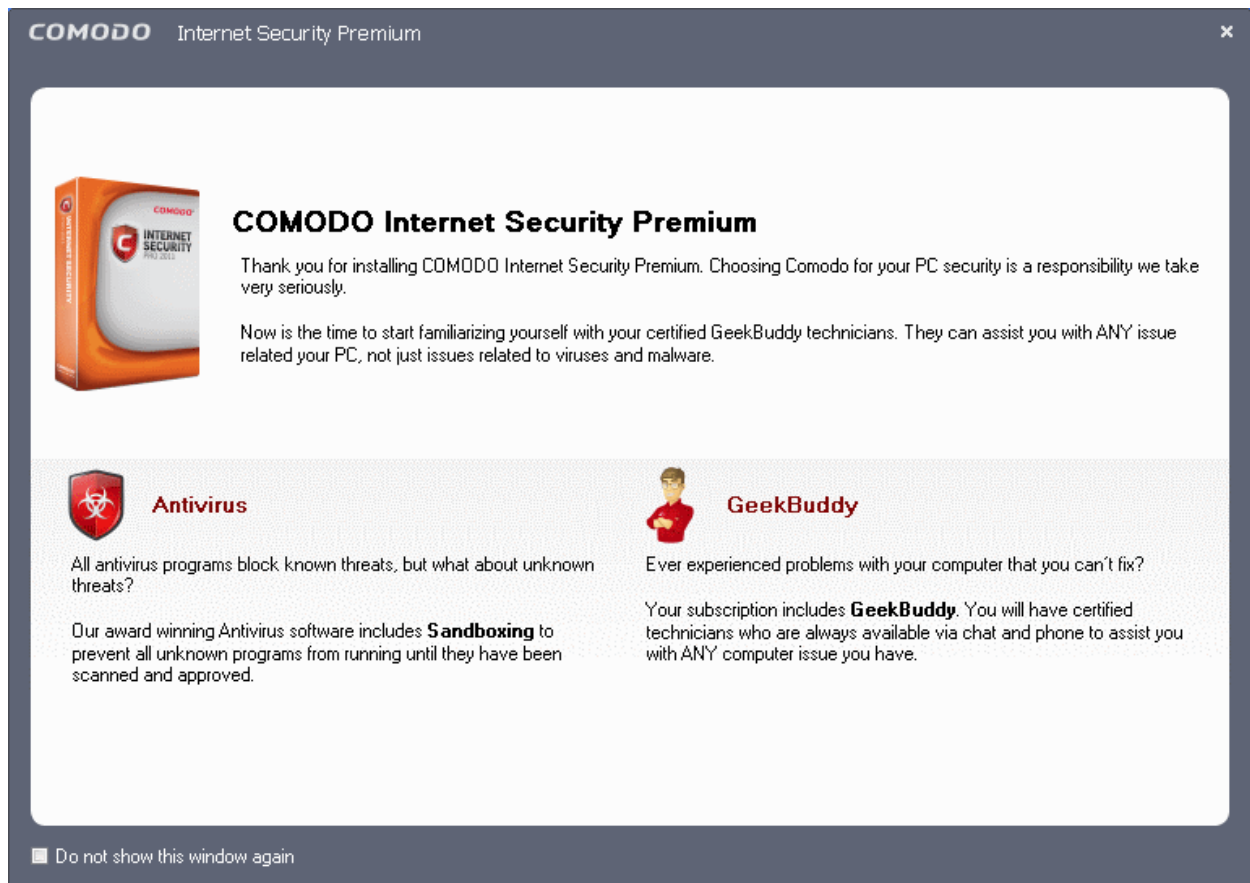 COMODO Internet Security Premium
COMODO
INTERNET
SECURITY
PRO 2011
INTERNET SECURITY
COMODO Internet Security Premium
Thank you for installing COMODO Internet Security Premium. Choosing Comodo for your PC security is a responsibility we take
very seriously.
Now is the time to start familiarizing yourself with your certified GeekBuddy technicians. They can assist you with ANY issue
related your PC, not just issues related to viruses and malware.
Antivirus
All antivirus programs block known threats, but what about unknown
threats?
Our award winning Antivirus software includes Sandboxing to
prevent all unknown programs from running until they have been
scanned and approved.
GeekBuddy
Ever experienced problems with your computer that you can´t fix?
Your subscription includes GeekBuddy. You will have certified
technicians who are always available via chat and phone to assist you
with ANY computer issue you have.
Do not show this window again